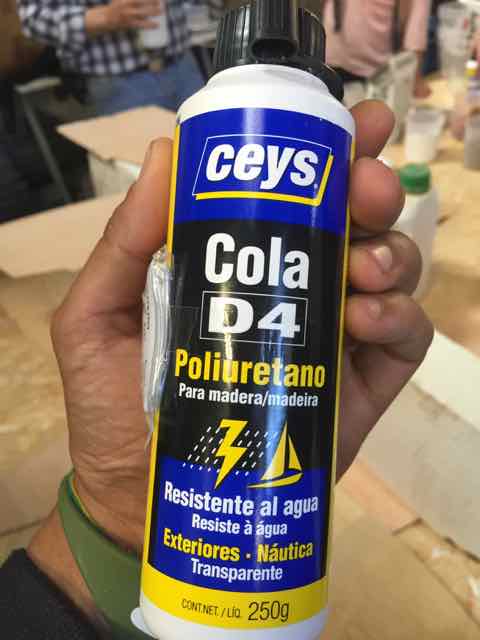 ceys
Cola
D4
Poliuretano
Para madera/madeira
Resistente al agua
Resiste à água
Exteriores · Náutica
Transparente
CONT.NET. / LÍQ. 250g